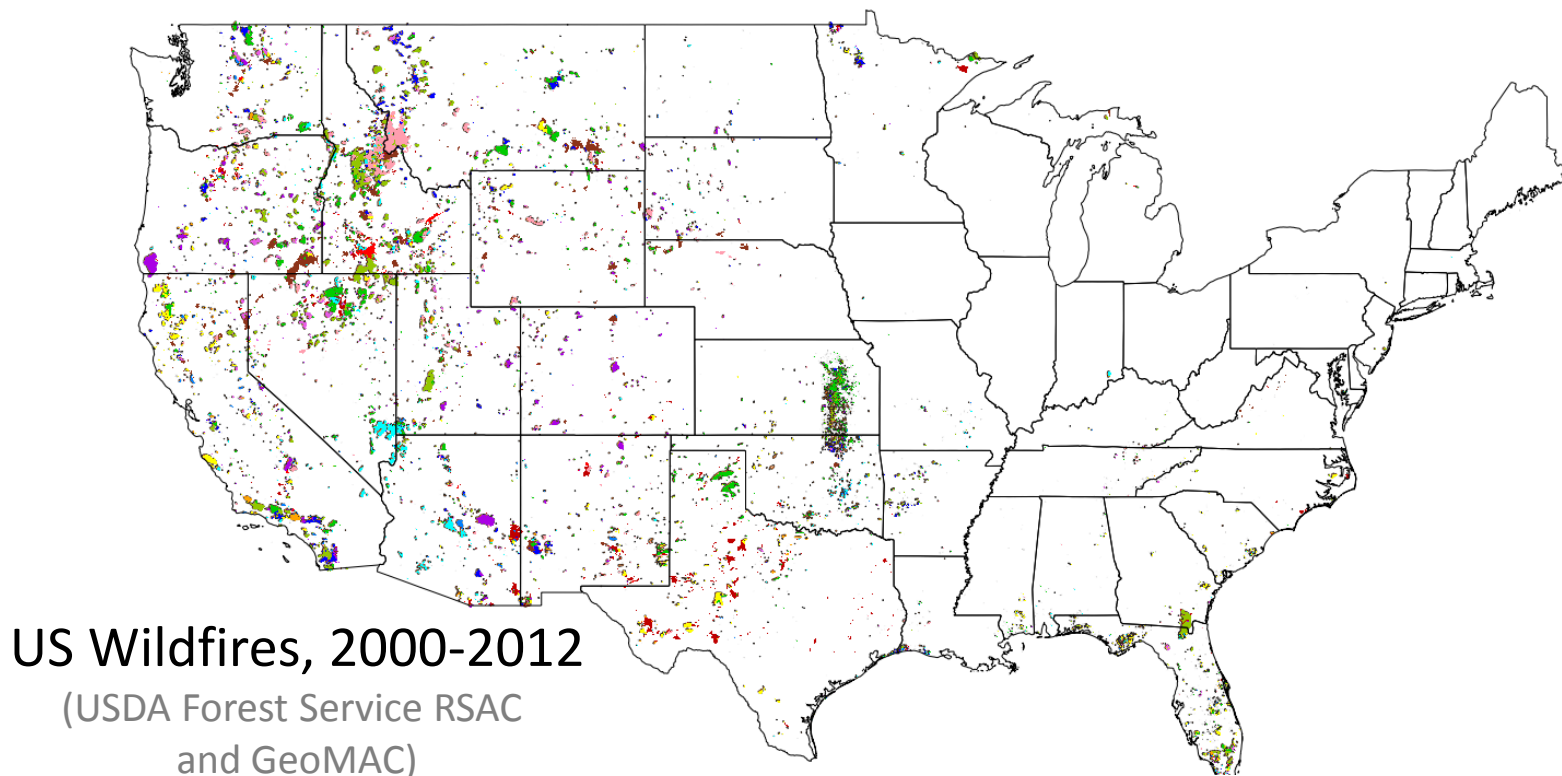 US Wildfires, 2000-2012
(USDA Forest Service RSAC
and GeoMAC)